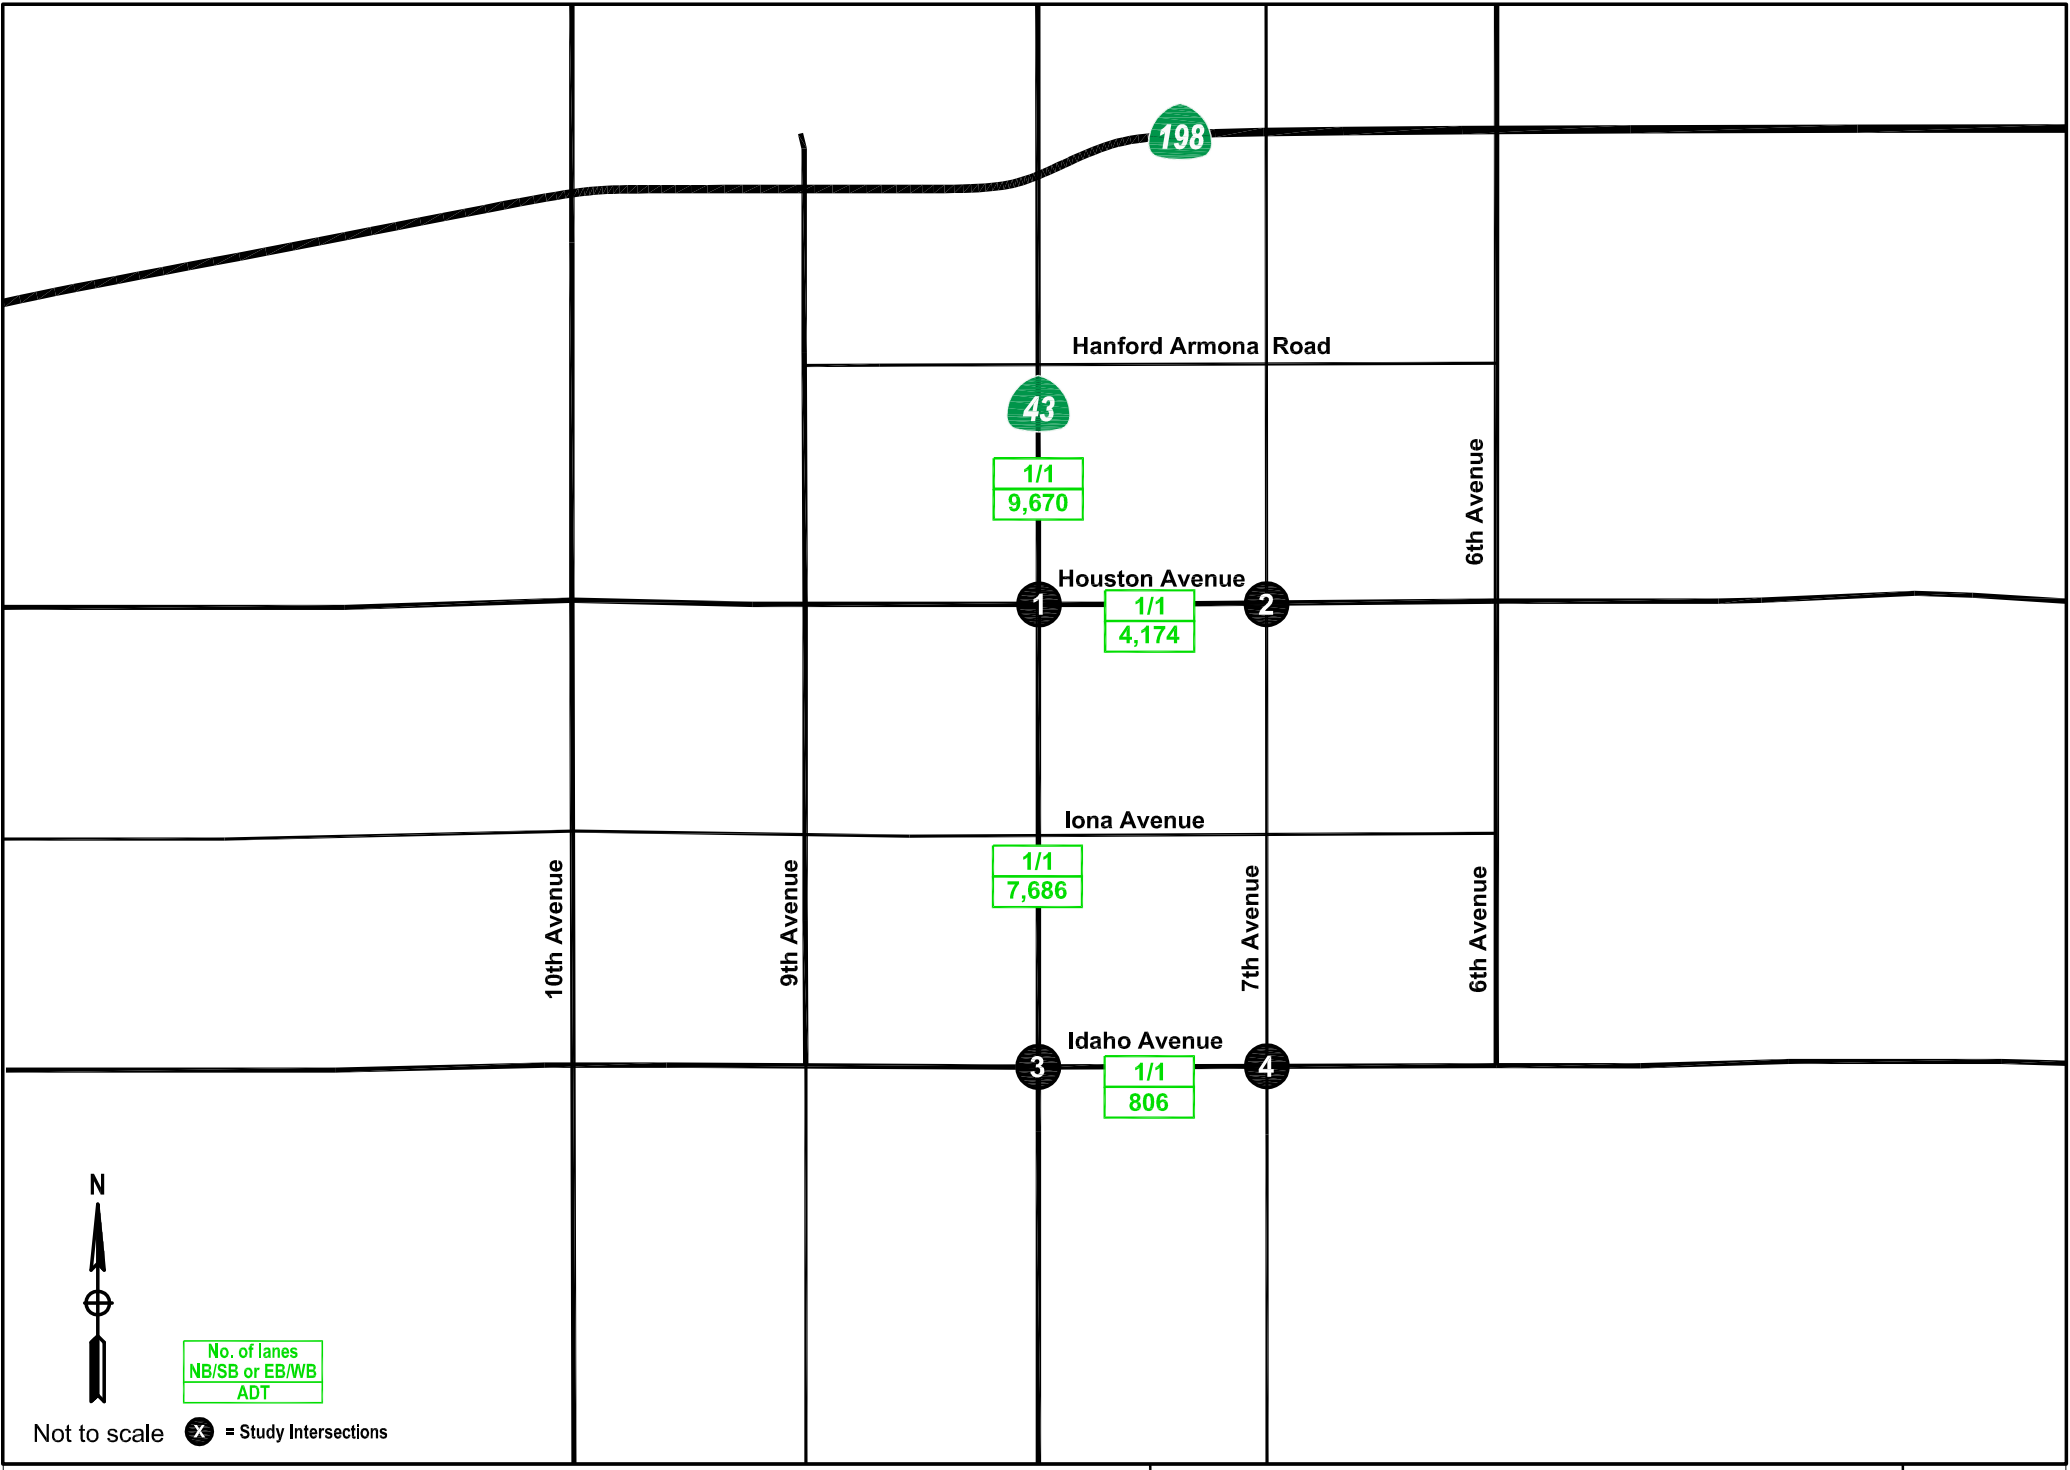 198
Hanford Armona Road
43
1/1
9,670
6th Avenue
Houston Avenue
1
1/1
4,174
2
Iona Avenue
1/1
7,686
10th Avenue
9th Avenue
7th Avenue
6th Avenue
Idaho Avenue
3
1/1
806
4
N
No. of lanes
NB/SB or EB/WB
ADT
Not to scale
X = Study Intersections